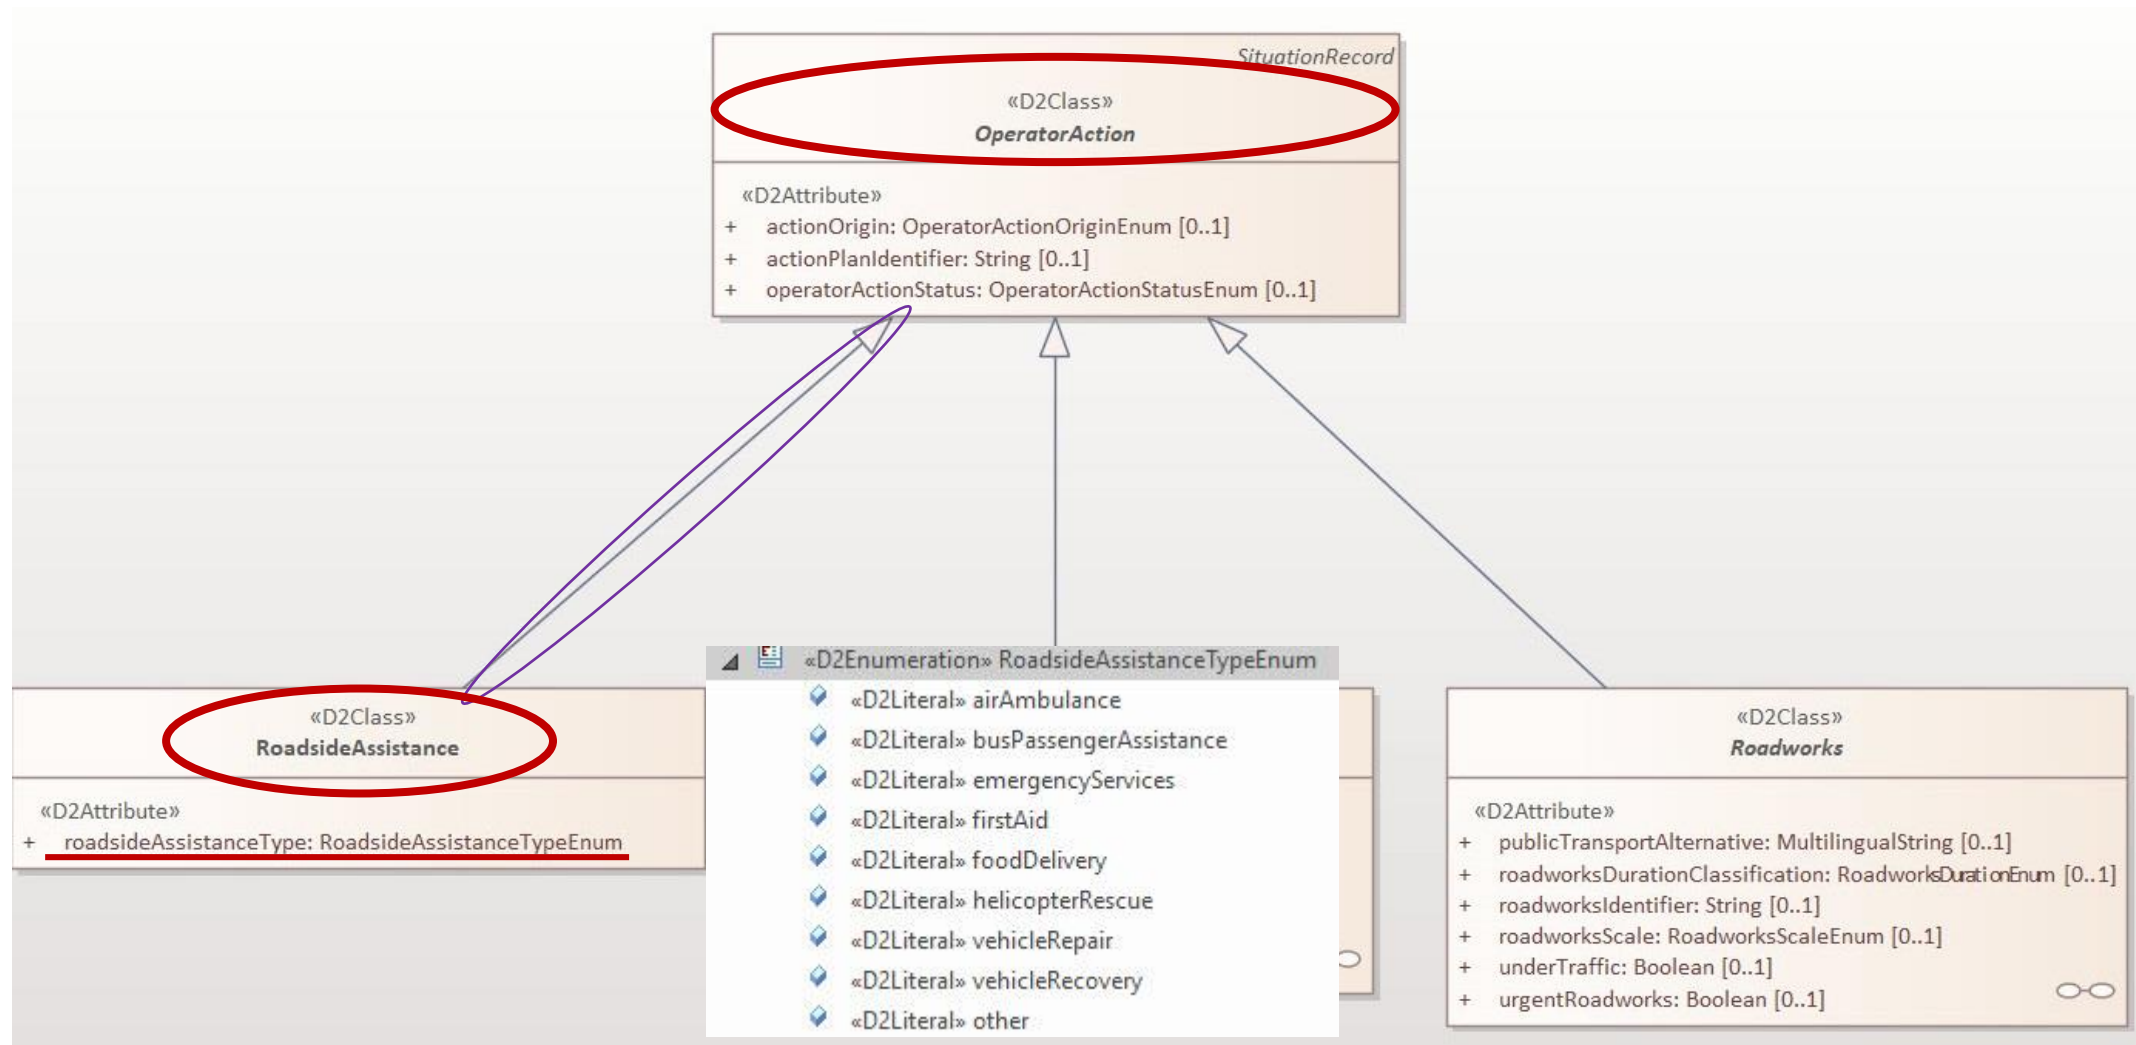 SituationRecord
«D2Class»
OperatorAction
«D2Attribute»
+ actionOrigin: OperatorActionOriginEnum [0..1]
+ actionPlanIdentifier: String [0..1]
+ operatorActionStatus: OperatorActionStatusEnum [0..1]
«D2Class»
RoadsideAssistance
«D2Attribute»
+ roadsideAssistanceType: RoadsideAssistanceTypeEnum
«D2Enumeration» RoadsideAssistanceTypeEnum
«D2Literal» airAmbulance
«D2Literal» busPassengerAssistance
«D2Literal» emergencyServices
«D2Literal» firstAid
«D2Literal» foodDelivery
«D2Literal» helicopterRescue
«D2Literal» vehicleRepair
«D2Literal» vehicleRecovery
«D2Literal» other
«D2Class»
Roadworks
«D2Attribute»
+ publicTransportAlternative: MultilingualString [0..1]
+ roadworksDurationClassification: RoadworksDurationEnum [0..1]
+ roadworksIdentifier: String [0..1]
+ roadworksScale: RoadworksScaleEnum [0..1]
+ underTraffic: Boolean [0..1]
+ urgentRoadworks: Boolean [0..1]